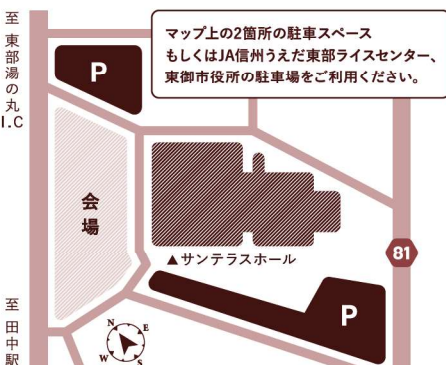 至 東部湯の丸I.C
P
マップ上の2箇所の駐車スペース
もしくはJA信州うえだ東部ライスセンター、
東御市役所の駐車場をご利用ください。
会場
▲サンテラスホール
81
P
至 田中駅
N
E
W
S